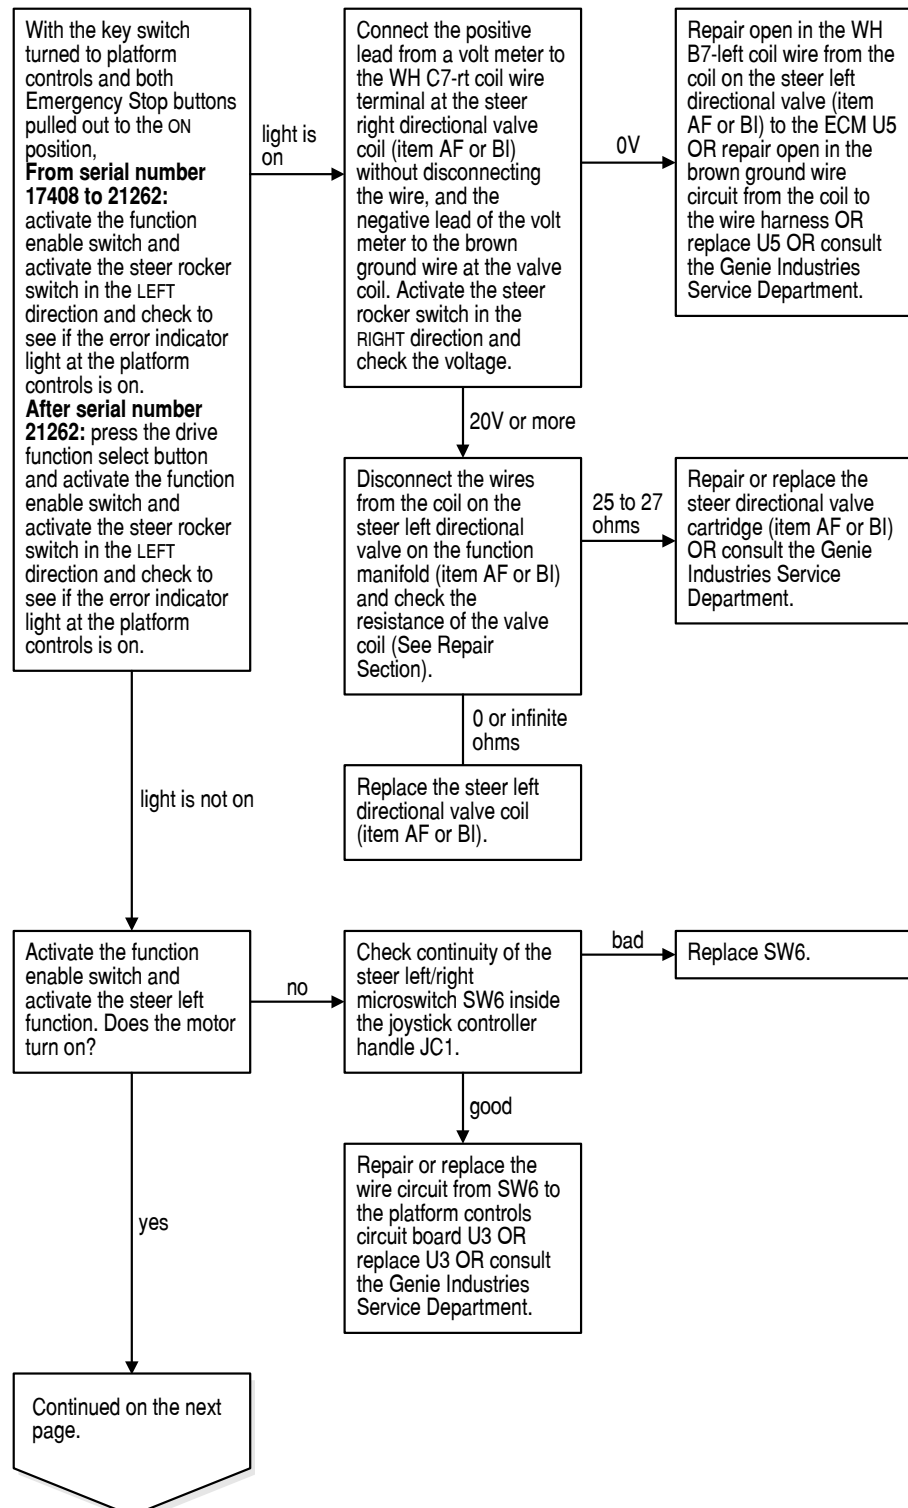 With the key switch
turned to platform
controls and both
Emergency Stop buttons
pulled out to the ON
position,
From serial number
17408 to 21262:
activate the function
enable switch and
activate the steer rocker
switch in the LEFT
direction and check to
see if the error indicator
light at the platform
controls is on.
After serial number
21262: press the drive
function select button
and activate the function
enable switch and
activate the steer rocker
switch in the LEFT
direction and check to
see if the error indicator
light at the platform
controls is on.
light is
on
Connect the positive
lead from a volt meter to
the WH C7-rt coil wire
terminal at the steer
right directional valve
coil (item AF or BI)
without disconnecting
the wire, and the
negative lead of the volt
meter to the brown
ground wire at the valve
coil. Activate the steer
rocker switch in the
RIGHT direction and
check the voltage.
0V
Repair open in the WH
B7-left coil wire from the
coil on the steer left
directional valve (item
AF or BI) to the ECM U5
OR repair open in the
brown ground wire
circuit from the coil to
the wire harness OR
replace U5 OR consult
the Genie Industries
Service Department.
20V or more
Disconnect the wires
from the coil on the
steer left directional
valve on the function
manifold (item AF or BI)
and check the
resistance of the valve
coil (See Repair
Section).
25 to 27
ohms
Repair or replace the
steer directional valve
cartridge (item AF or BI)
OR consult the Genie
Industries Service
Department.
0 or infinite
ohms
Replace the steer left
directional valve coil
(item AF or BI).
light is not on
Activate the function
enable switch and
activate the steer left
function. Does the motor
turn on?
no
Check continuity of the
steer left/right
microswitch SW6 inside
the joystick controller
handle JC1.
bad
Replace SW6.
good
Repair or replace the
wire circuit from SW6 to
the platform controls
circuit board U3 OR
replace U3 OR consult
the Genie Industries
Service Department.
yes
Continued on the next
page.